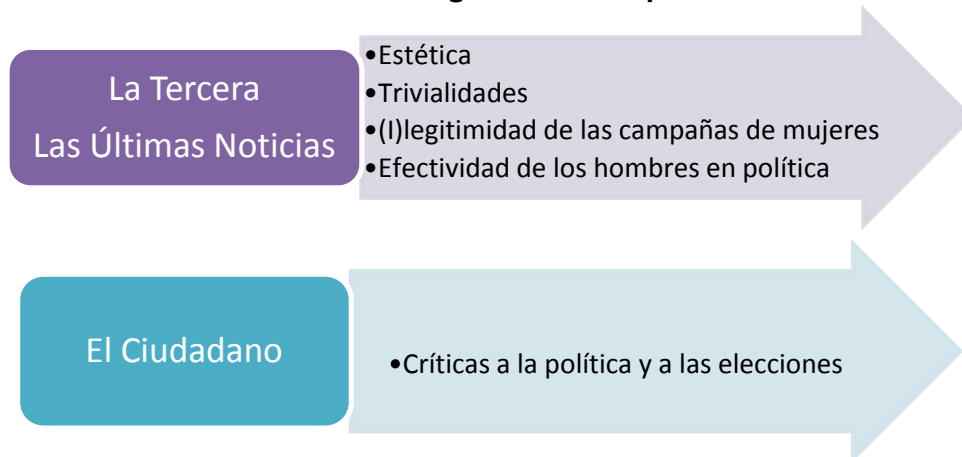 La Tercera
Las Últimas Noticias
•Estética
•Trivialidades
•(I)legitimidad de las campañas de mujeres
•Efectividad de los hombres en política
El Ciudadano
•Críticas a la política y a las elecciones